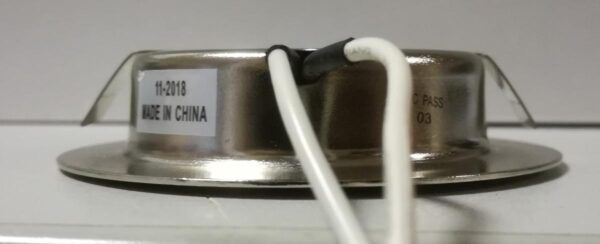 11-2018
MADE IN CHINA
C PASS
03